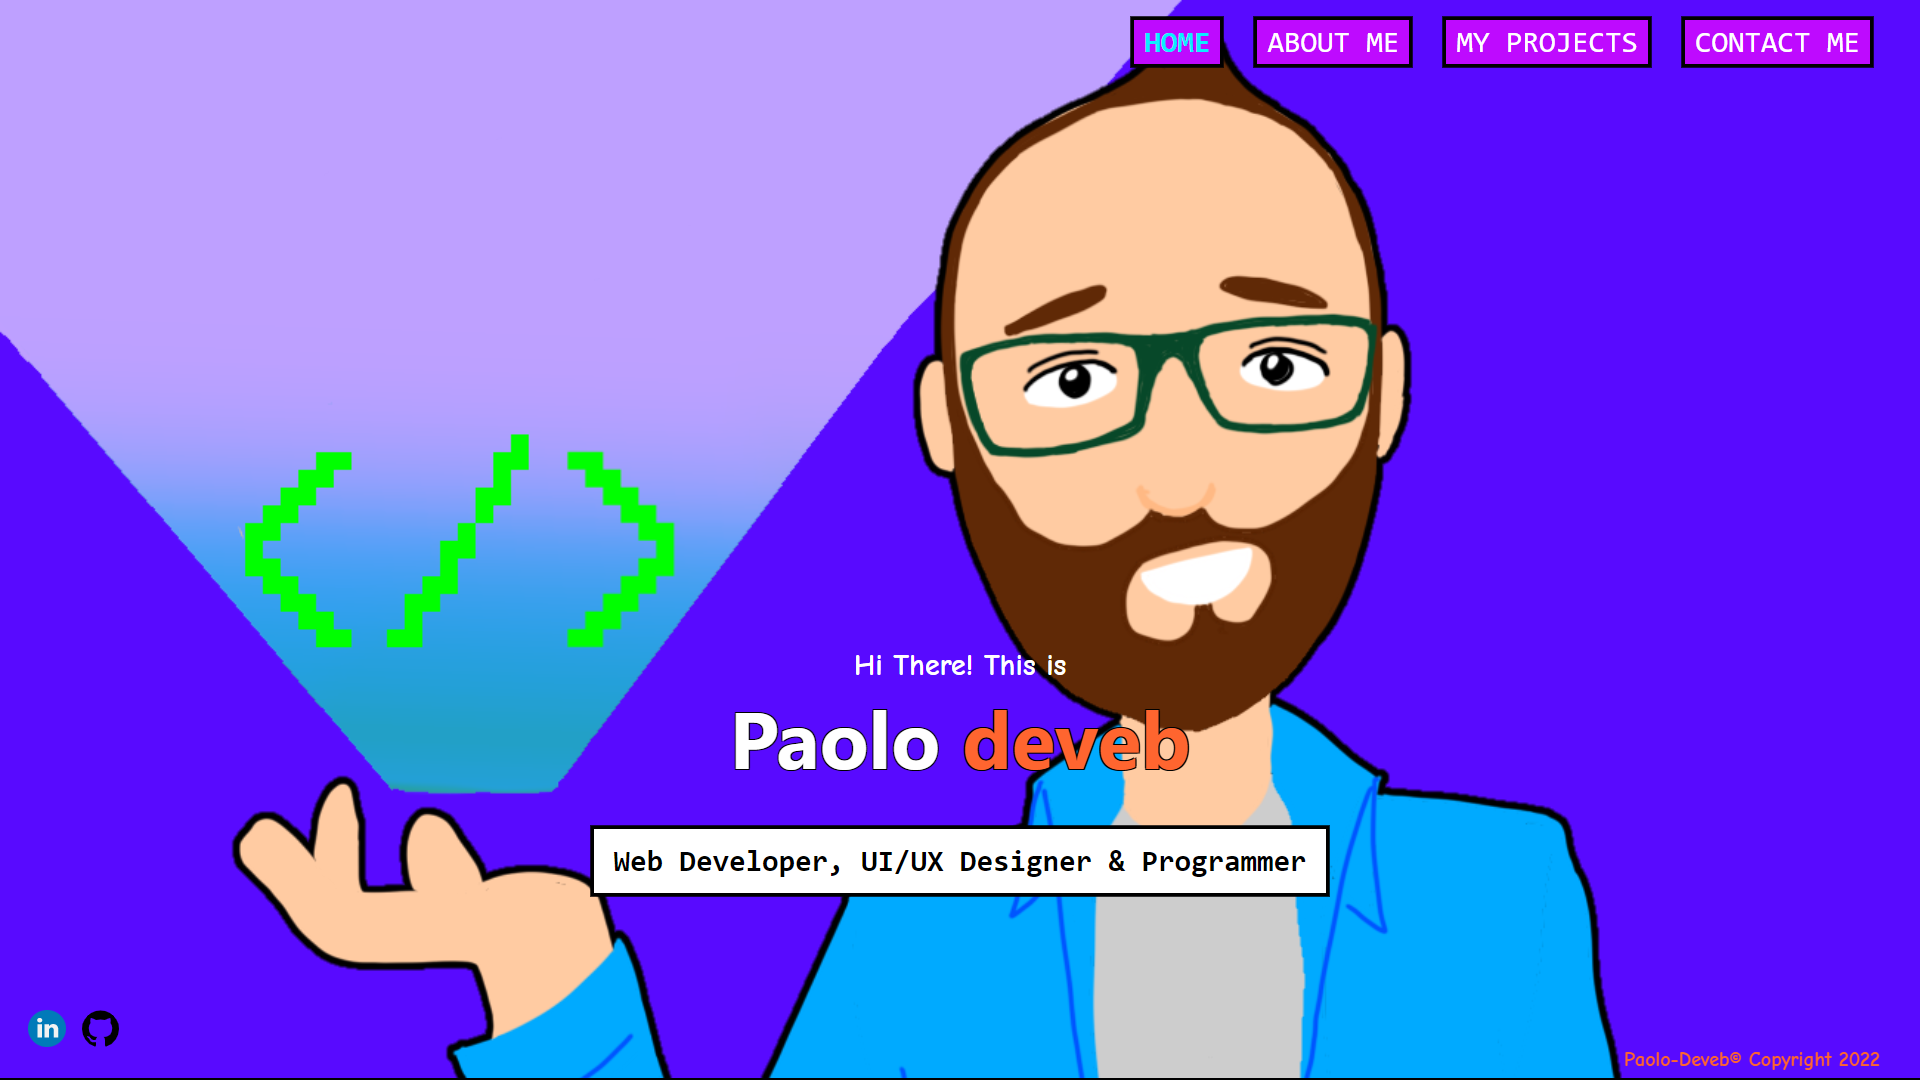 HOME ABOUT ME MY PROJECTS CONTACT ME
</>
Hi There! This is
Paolo deveb
Web Developer, UI/UX Designer & Programmer
in
Paolo-Deveb© Copyright 2022